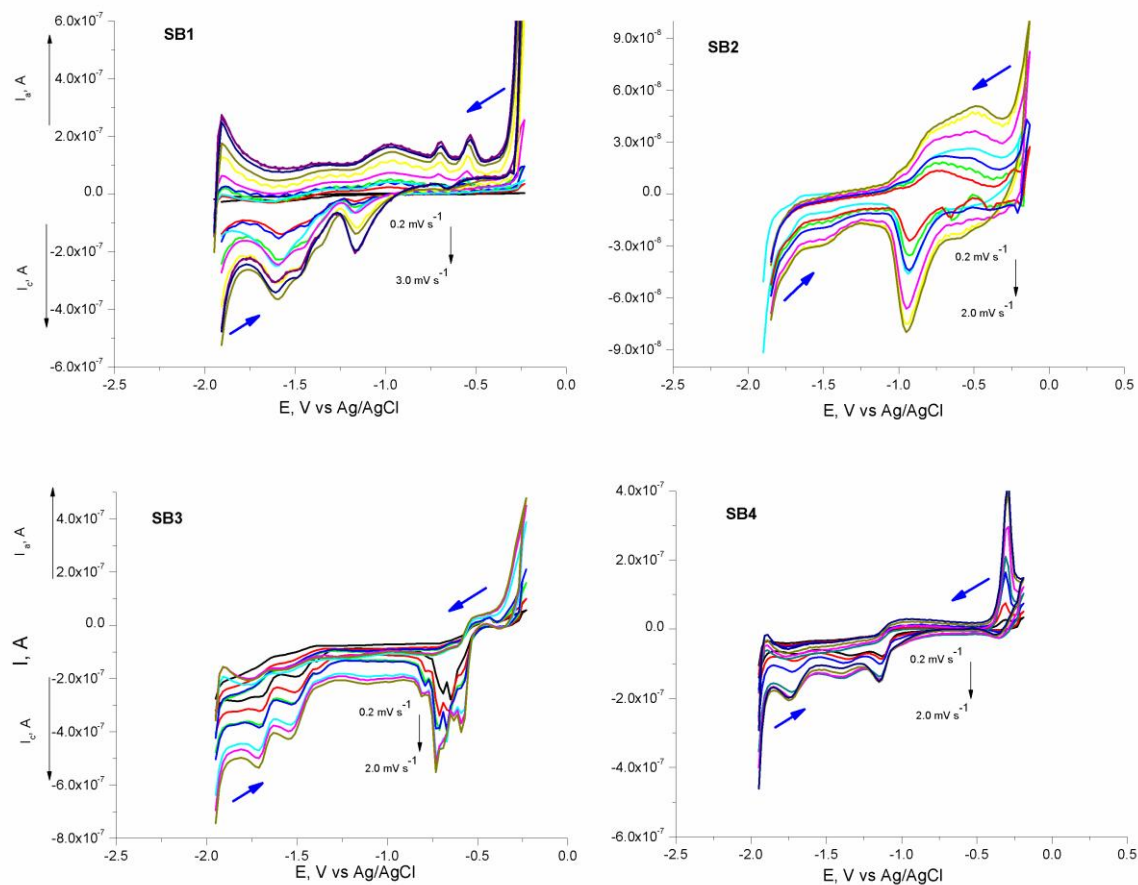 SB1
6.0x10⁻⁷
4.0x10⁻⁷
2.0x10⁻⁷
0.0
-2.0x10⁻⁷
-4.0x10⁻⁷
-6.0x10⁻⁷
Iₐ, A
I꜀, A
0.2 mV s⁻¹
3.0 mV s⁻¹
-2.0 -1.5 -1.0 -0.5 0.0
E, V vs Ag/AgCl
SB2
9.0x10⁻⁸
6.0x10⁻⁸
3.0x10⁻⁸
0.0
-3.0x10⁻⁸
-6.0x10⁻⁸
-9.0x10⁻⁸
0.2 mV s⁻¹
2.0 mV s⁻¹
-2.5 -2.0 -1.5 -1.0 -0.5 0.0 0.5
E, V vs Ag/AgCl
SB3
4.0x10⁻⁷
2.0x10⁻⁷
0.0
-2.0x10⁻⁷
-4.0x10⁻⁷
-6.0x10⁻⁷
-8.0x10⁻⁷
Iₐ, A
I, A
I꜀, A
0.2 mV s⁻¹
2.0 mV s⁻¹
-2.0 -1.5 -1.0 -0.5 0.0
E, V vs Ag/AgCl
SB4
4.0x10⁻⁷
2.0x10⁻⁷
0.0
-2.0x10⁻⁷
-4.0x10⁻⁷
-6.0x10⁻⁷
0.2 mV s⁻¹
2.0 mV s⁻¹
-2.5 -2.0 -1.5 -1.0 -0.5 0.0 0.5
E, V vs Ag/AgCl